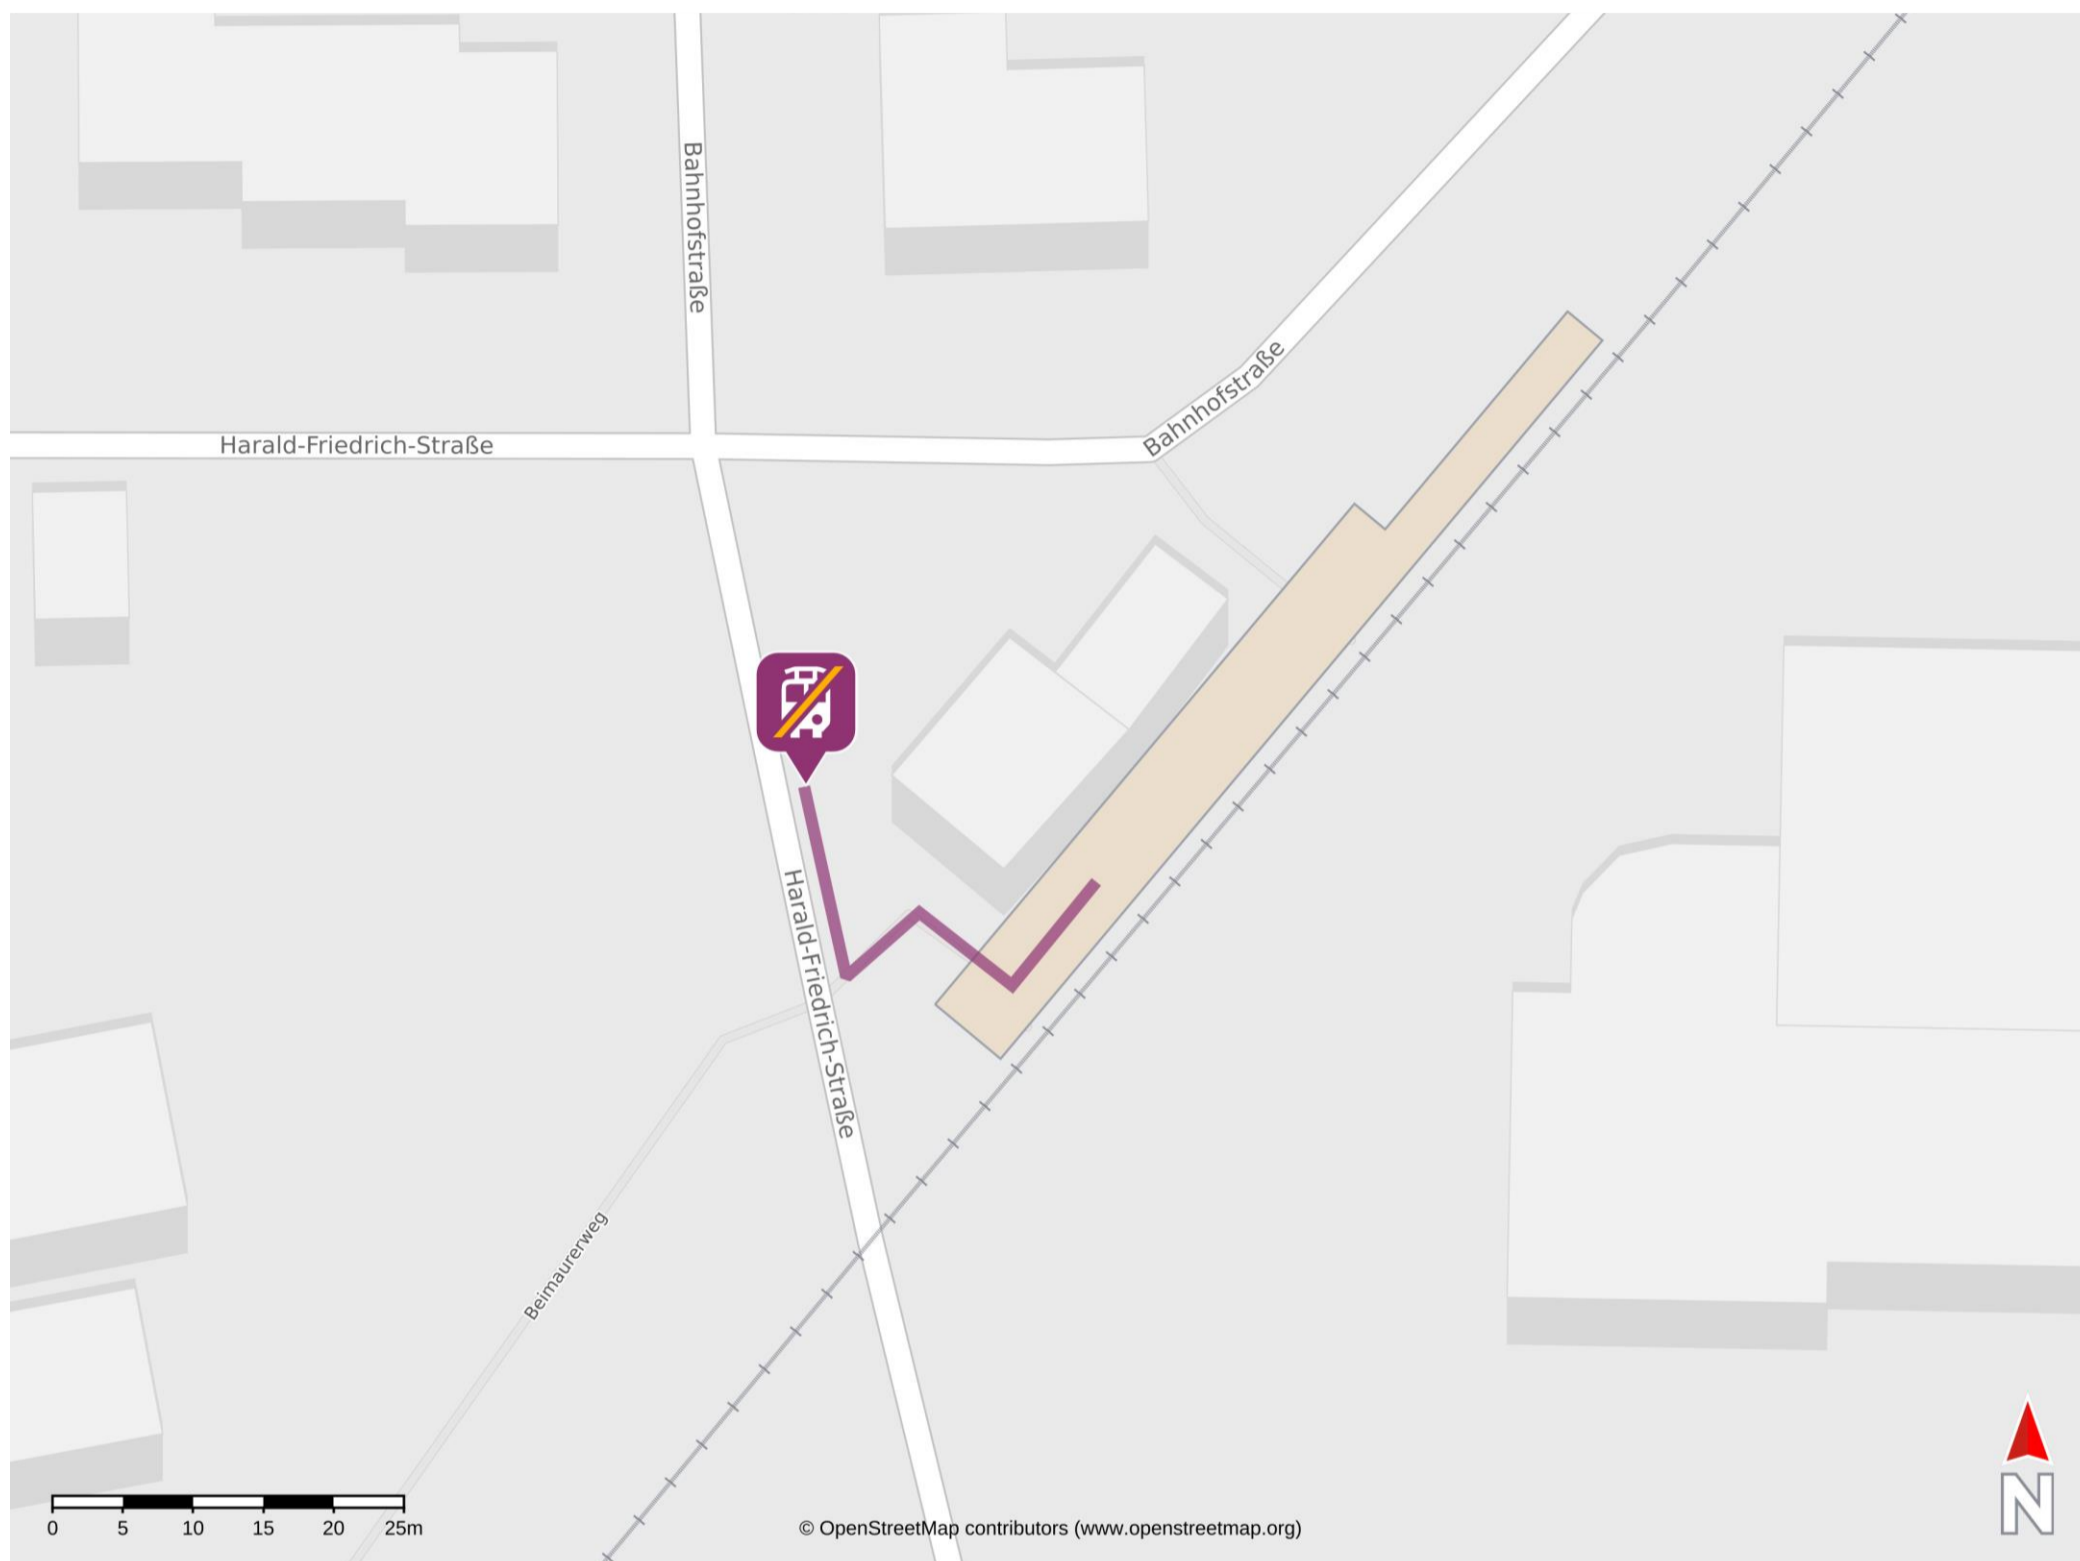 Bahnhofstraße
Bahnhofstraße
Harald-Friedrich-Straße
Harald-Friedrich-Straße
Beimaurerweg
0 5 10 15 20 25m
© OpenStreetMap contributors (www.openstreetmap.org)
N